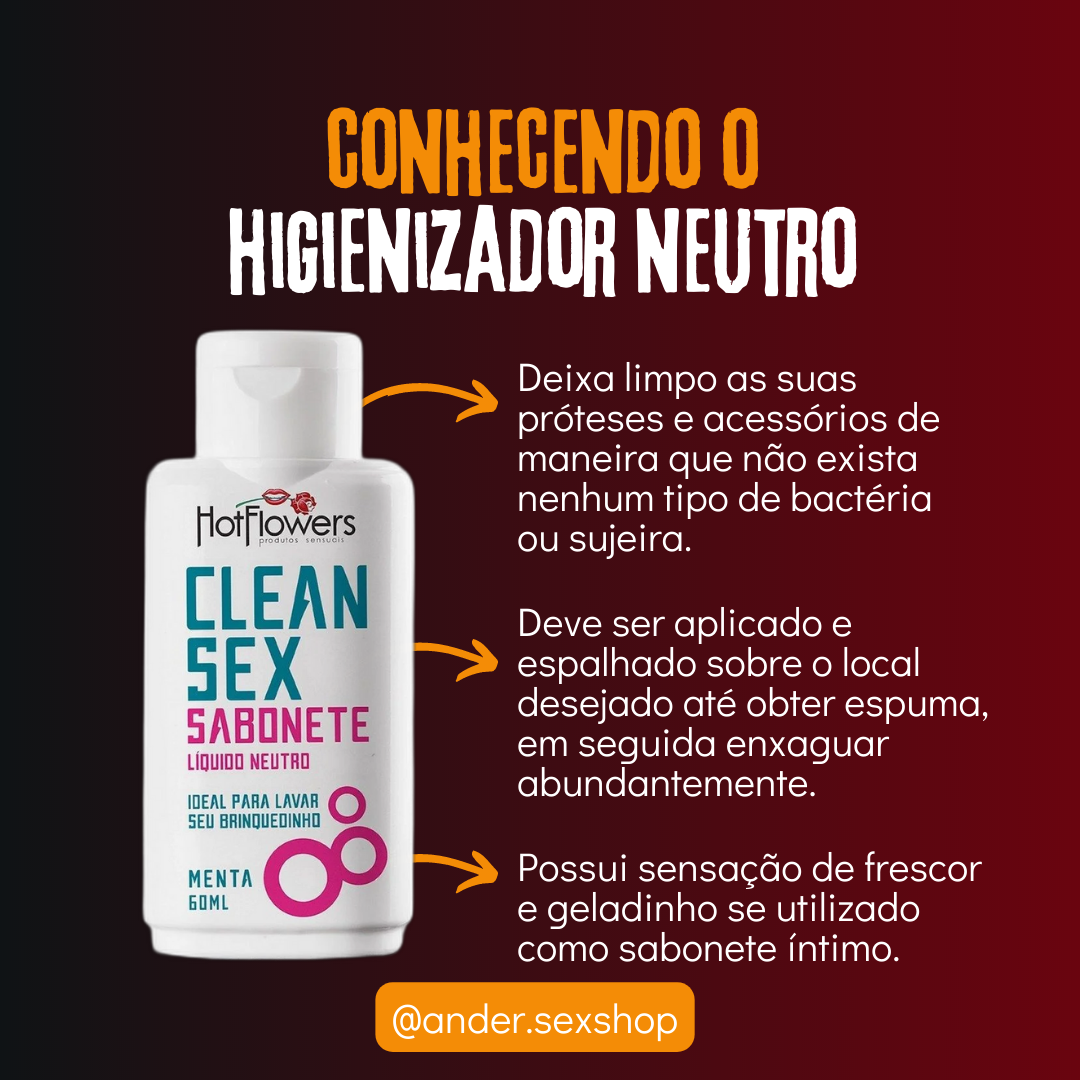 CONHECENDO O
HIGIENIZADOR NEUTRO
HotFlowers
produtos sensuais
CLEAN
SEX
SABONETE
LÍQUIDO NEUTRO
IDEAL PARA LAVAR
SEU BRINQUEDINHO
MENTA
60ML
Deixa limpo as suas
próteses e acessórios de
maneira que não exista
nenhum tipo de bactéria
ou sujeira.
Deve ser aplicado e
espalhado sobre o local
desejado até obter espuma,
em seguida enxaguar
abundantemente.
Possui sensação de frescor
e geladinho se utilizado
como sabonete íntimo.
@ander.sexshop